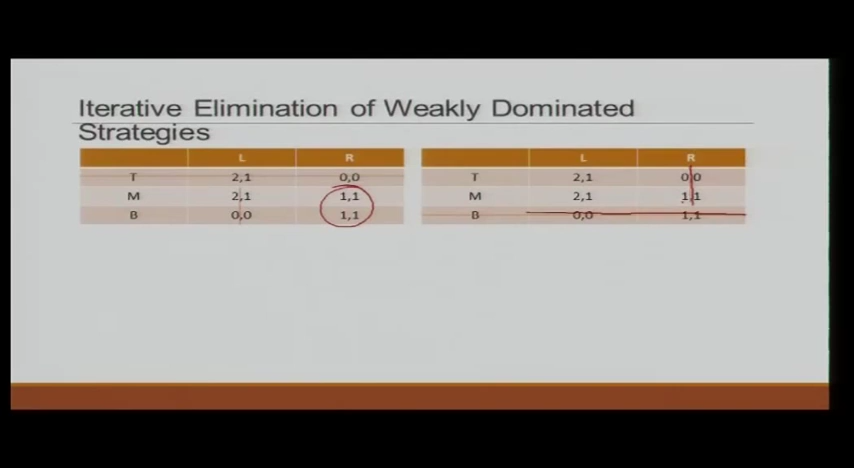 Iterative Elimination of Weakly Dominated
Strategies
L R L R
T 2,1 0,0 T 2,1 0,0
M 2,1 1,1 M 2,1 1,1
B 0,0 1,1 B 0,0 1,1